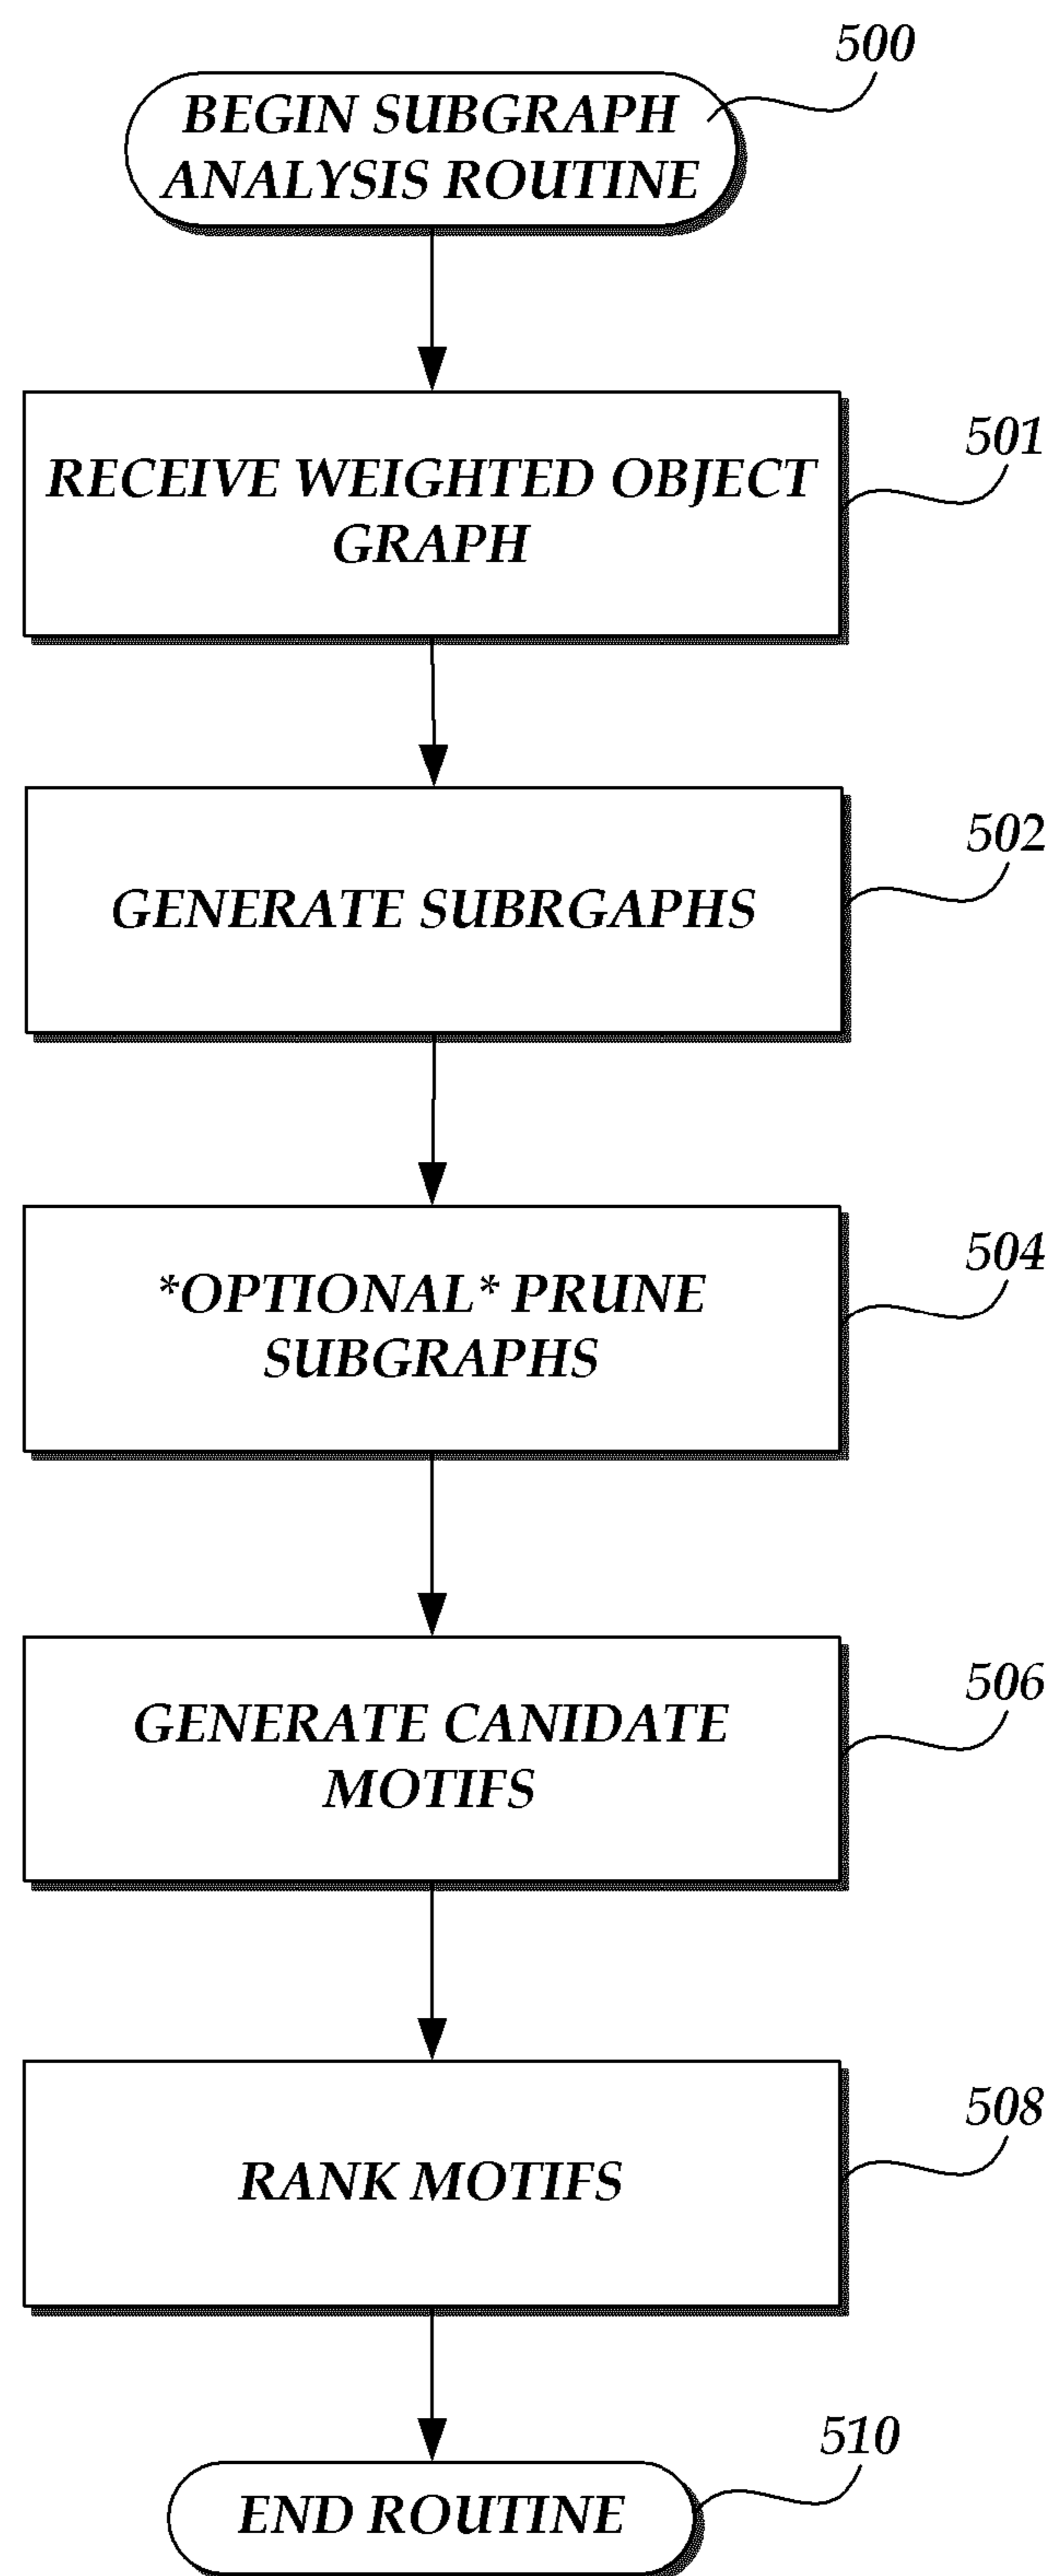 500
BEGIN SUBGRAPH
ANALYSIS ROUTINE
501
RECEIVE WEIGHTED OBJECT
GRAPH
502
GENERATE SUBRGAPHS
504
*OPTIONAL* PRUNE
SUBGRAPHS
506
GENERATE CANIDATE
MOTIFS
508
RANK MOTIFS
510
END ROUTINE